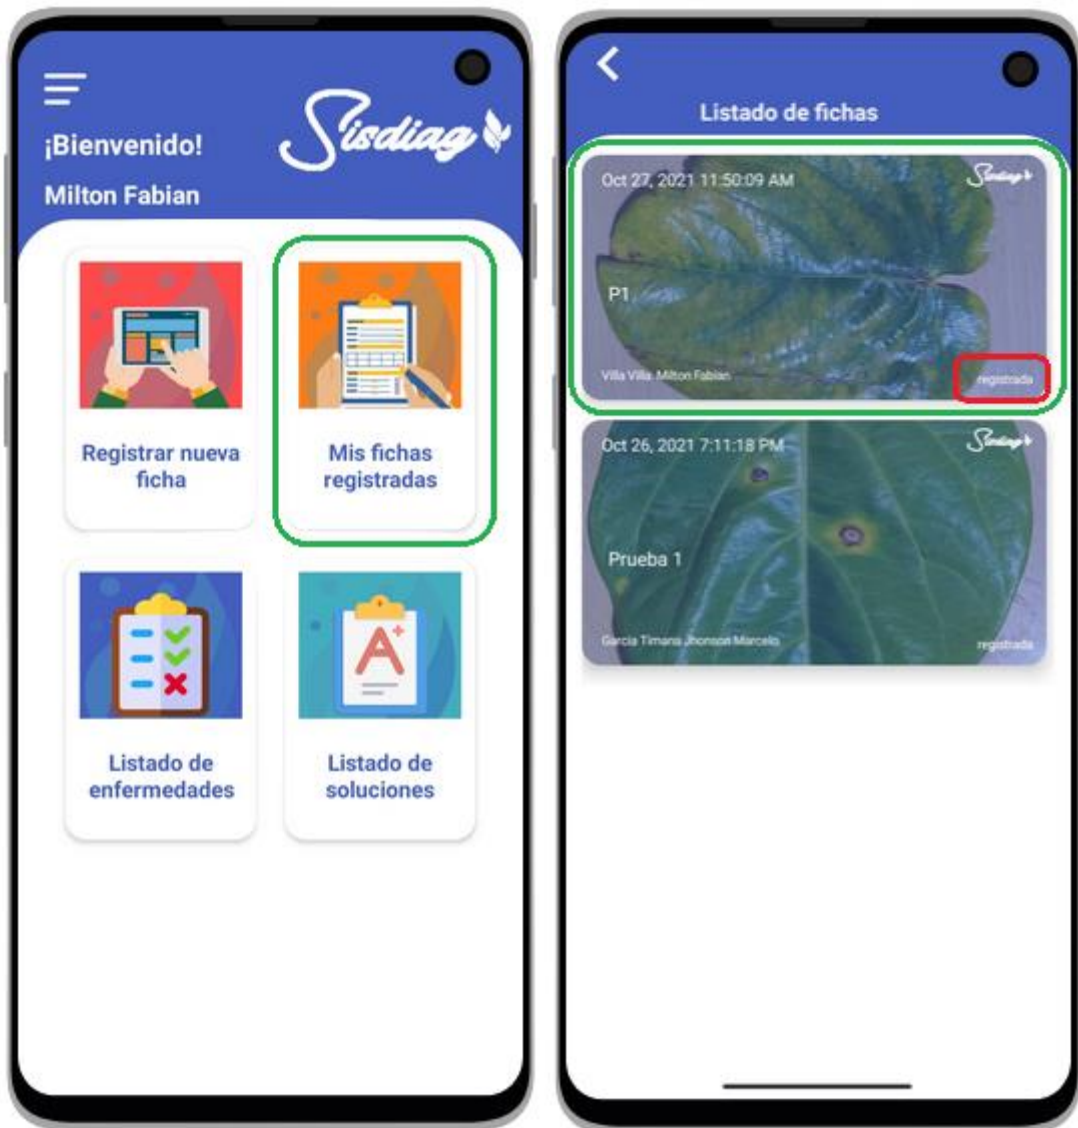 ¡Bienvenido!
Sisdiag
Milton Fabian
Registrar nueva
ficha
Mis fichas
registradas
Listado de
enfermedades
A+
Listado de
soluciones
Listado de fichas
Oct 27, 2021 11:50:09 AM
Sisdiag
P1
Villa Villa Milton Fabian
registrada
Oct 26, 2021 7:11:18 PM
Sisdiag
Prueba 1
Garcia Timana Jhonson Marcelo
registrada